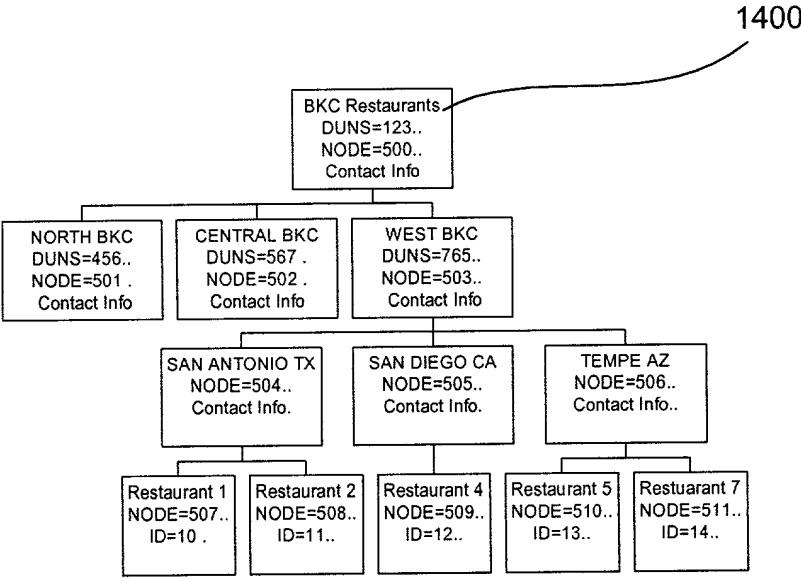 1400
BKC Restaurants
DUNS=123..
NODE=500..
Contact Info
NORTH BKC
DUNS=456..
NODE=501 .
Contact Info
CENTRAL BKC
DUNS=567 .
NODE=502 .
Contact Info
WEST BKC
DUNS=765..
NODE=503..
Contact Info
SAN ANTONIO TX
NODE=504..
Contact Info.
SAN DIEGO CA
NODE=505..
Contact Info.
TEMPE AZ
NODE=506..
Contact Info..
Restaurant 1
NODE=507..
ID=10 .
Restaurant 2
NODE=508..
ID=11..
Restaurant 4
NODE=509..
ID=12..
Restaurant 5
NODE=510..
ID=13..
Restuarant 7
NODE=511..
ID=14..